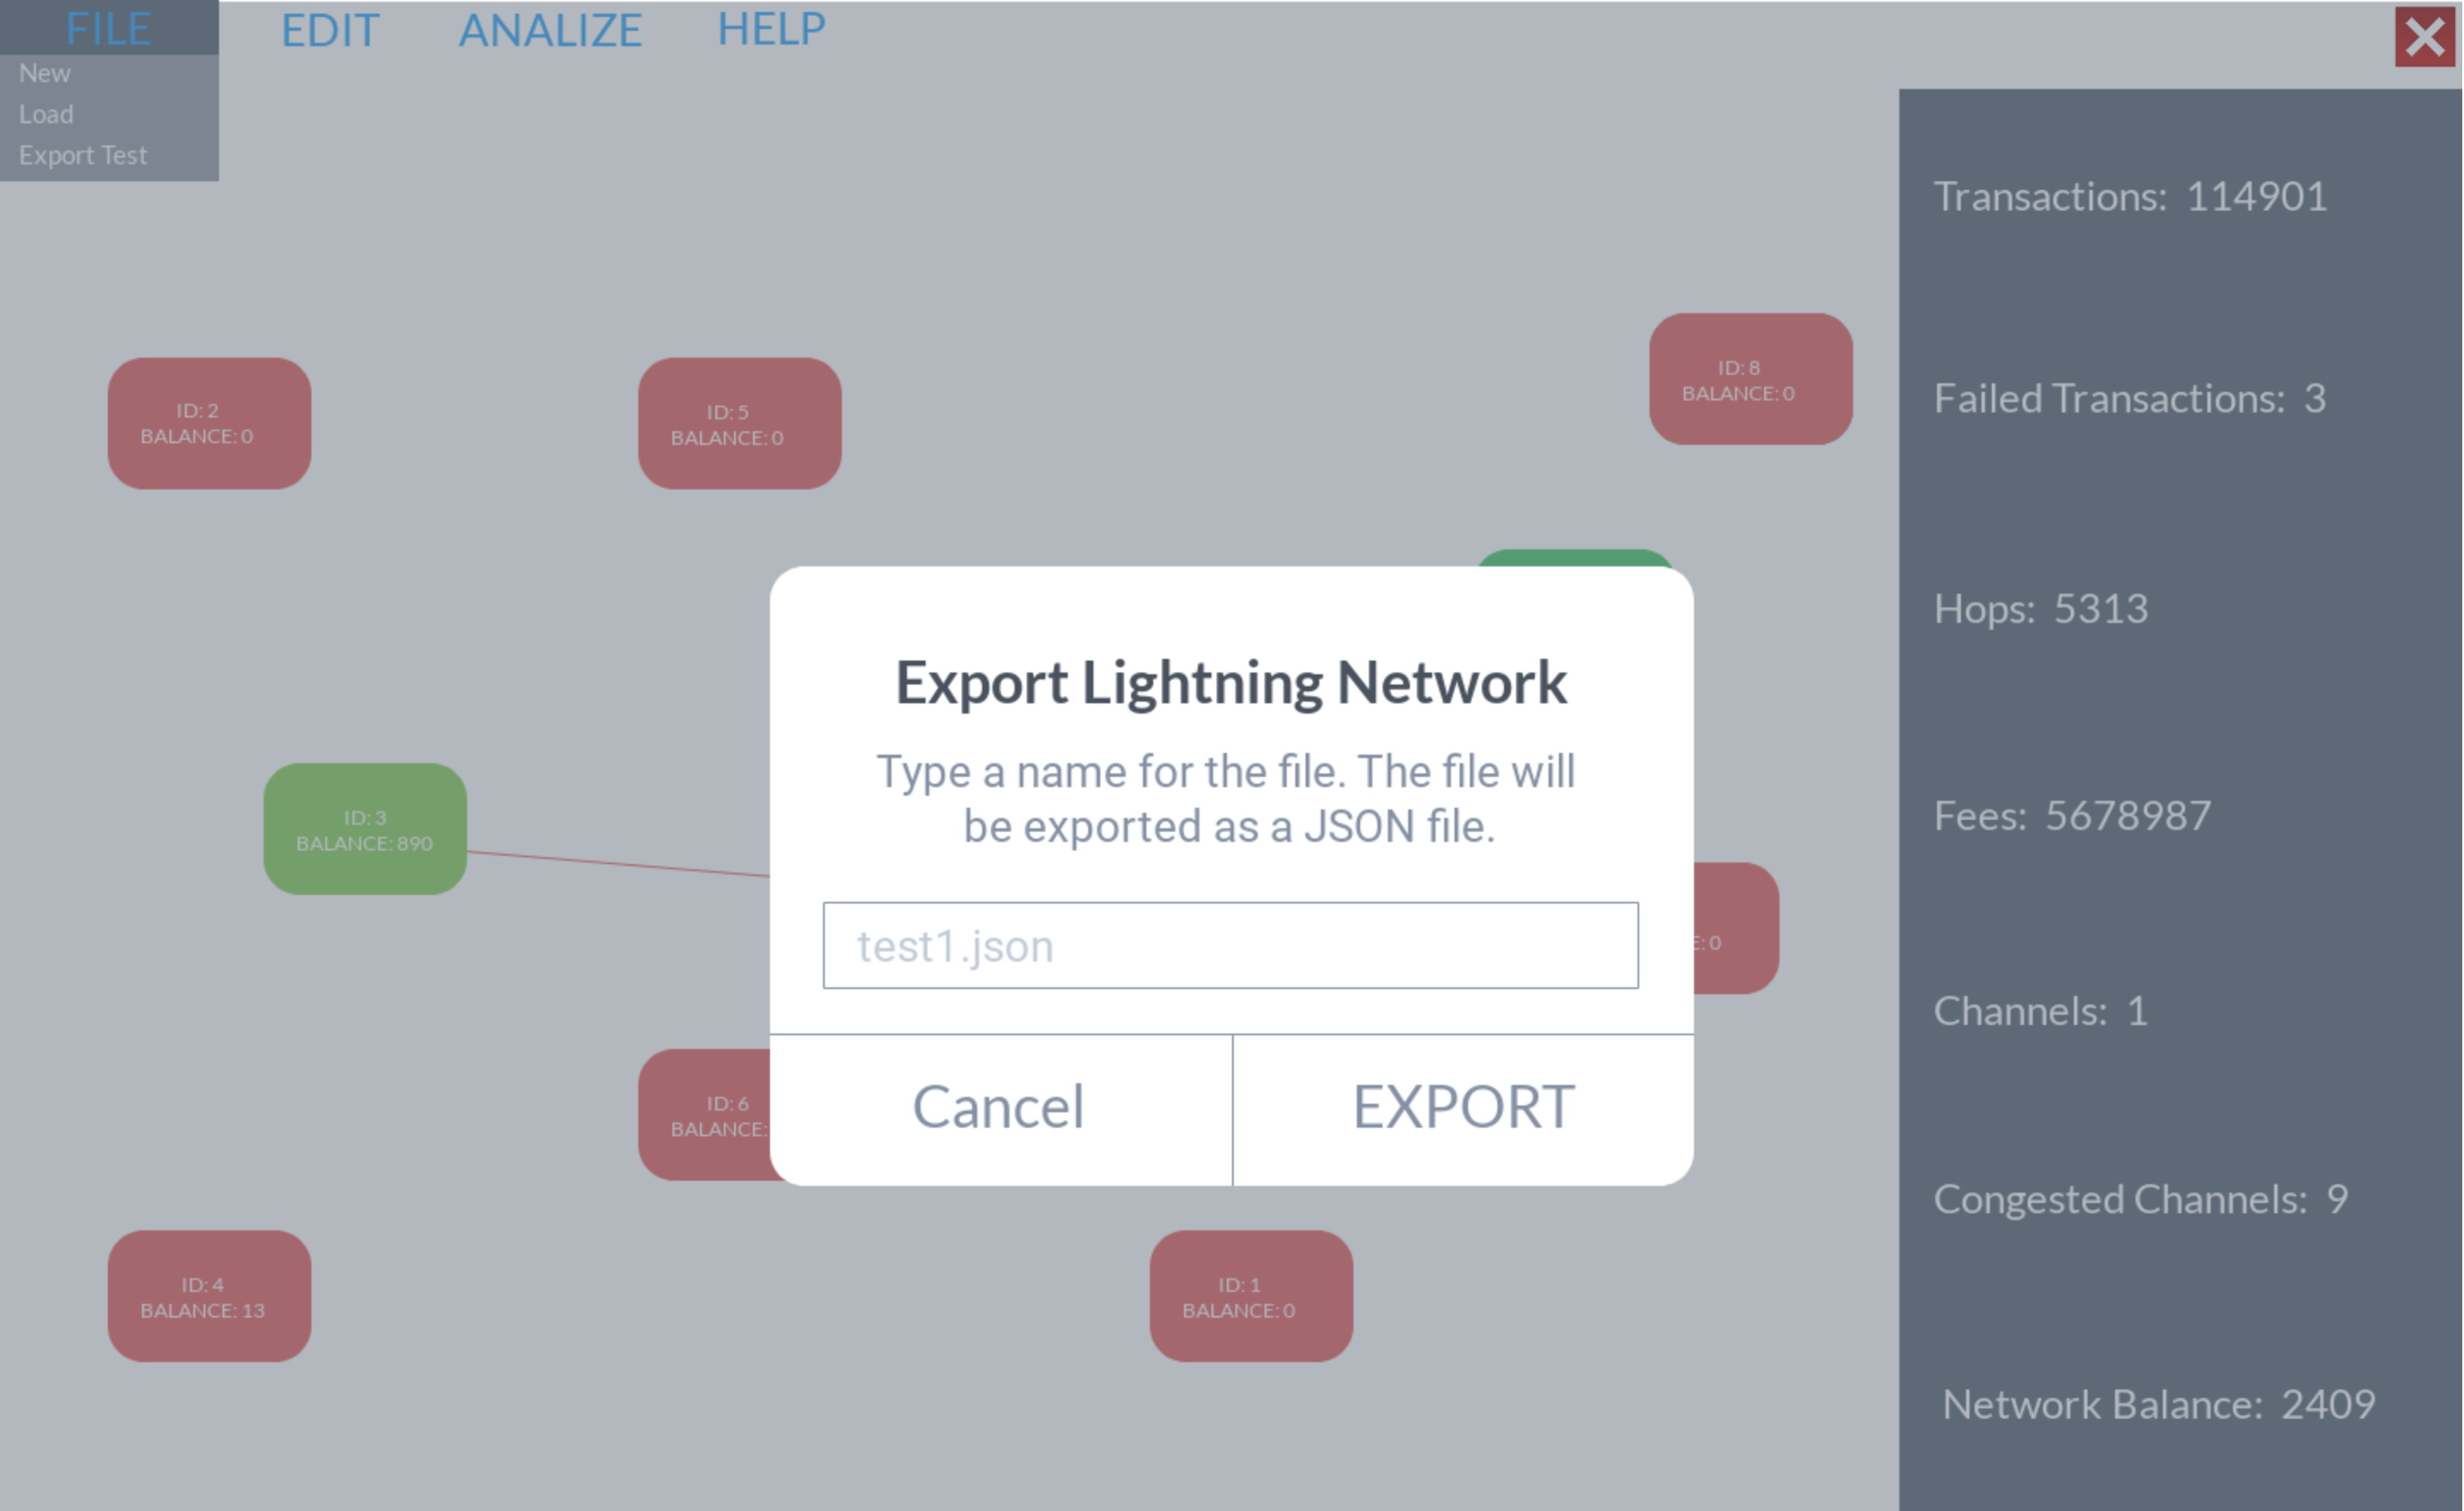 FILE
EDIT
ANALIZE
HELP
New
Load
Export Test
ID: 2
BALANCE: 0
ID: 5
BALANCE: 0
ID: 8
BALANCE: 0
ID: 3
BALANCE: 890
Export Lightning Network
Type a name for the file. The file will
be exported as a JSON file.
test1.json
Cancel
EXPORT
E: 0
ID: 6
BALANCE:
ID: 4
BALANCE: 13
ID: 1
BALANCE: 0
Transactions: 114901
Failed Transactions: 3
Hops: 5313
Fees: 5678987
Channels: 1
Congested Channels: 9
Network Balance: 2409